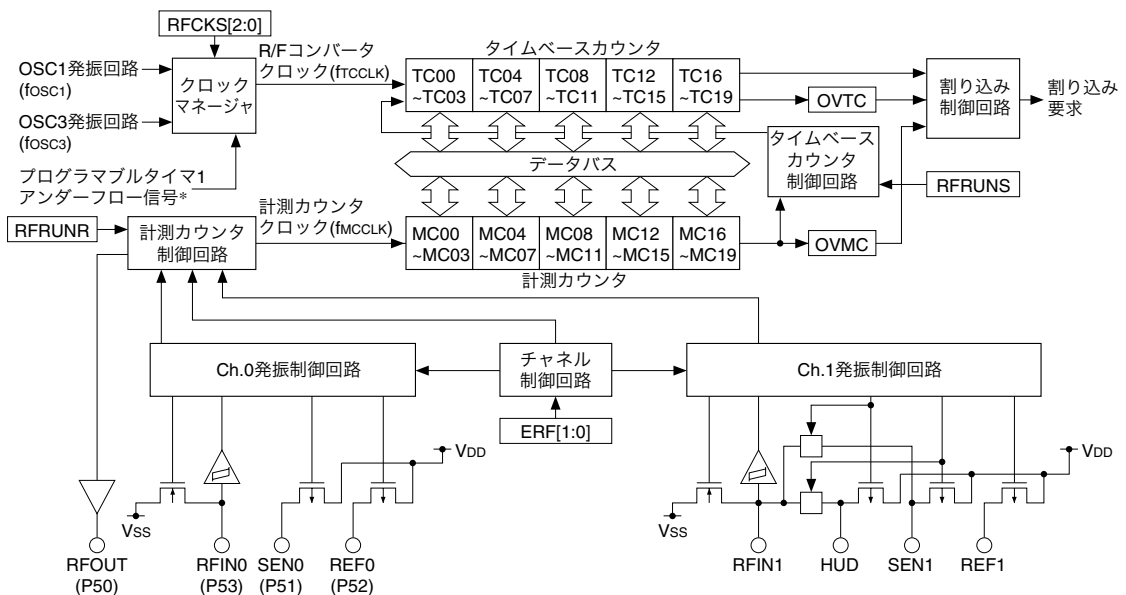 RFCKS[2:0]
OSC1発振回路
(fOSC1)
OSC3発振回路
(fOSC3)
クロック
マネージャ
R/Fコンバータ
クロック(fTCCLK)
プログラマブルタイマ1
アンダーフロー信号*
タイムベースカウンタ
TC00
~TC03
TC04
~TC07
TC08
~TC11
TC12
~TC15
TC16
~TC19
OVTC
割り込み
制御回路
割り込み
要求
データバス
タイムベース
カウンタ
制御回路
RFRUNS
RFRUNR
計測カウンタ
制御回路
計測カウンタ
クロック(fMCCLK)
MC00
~MC03
MC04
~MC07
MC08
~MC11
MC12
~MC15
MC16
~MC19
OVMC
計測カウンタ
Ch.0発振制御回路
チャネル
制御回路
Ch.1発振制御回路
ERF[1:0]
VDD
VSS
VDD
VSS
RFOUT
(P50)
RFIN0
(P53)
SEN0
(P51)
REF0
(P52)
RFIN1
HUD
SEN1
REF1